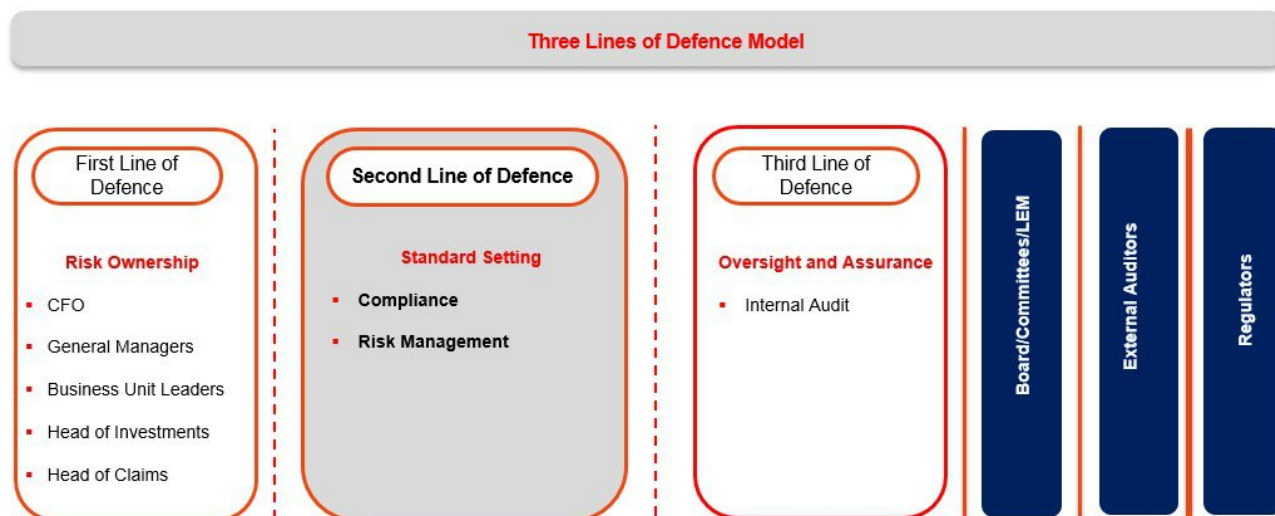 Three Lines of Defence Model
First Line of
Defence
Risk Ownership
▪ CFO
▪ General Managers
▪ Business Unit Leaders
▪ Head of Investments
▪ Head of Claims
Second Line of Defence
Standard Setting
▪ Compliance
▪ Risk Management
Third Line of
Defence
Oversight and Assurance
▪ Internal Audit
Board/Committees/LEM
External Auditors
Regulators